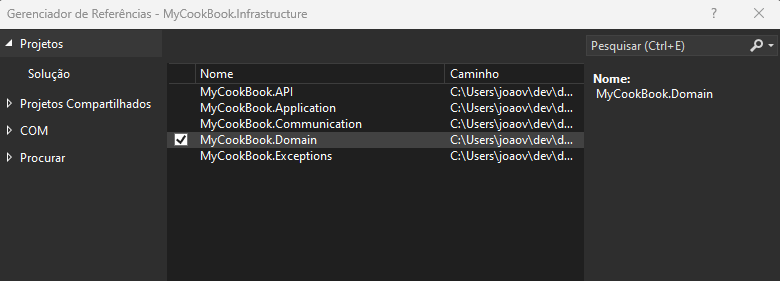 Gerenciador de Referências - MyCookBook.Infrastructure ? ×
Projetos
Solução
Projetos Compartilhados
COM
Procurar
Nome Caminho
MyCookBook.API C:\Users\joaov\dev\d...
MyCookBook.Application C:\Users\joaov\dev\d...
MyCookBook.Communication C:\Users\joaov\dev\d...
MyCookBook.Domain C:\Users\joaov\dev\d...
MyCookBook.Exceptions C:\Users\joaov\dev\d...
Pesquisar (Ctrl+E)
Nome:
MyCookBook.Domain